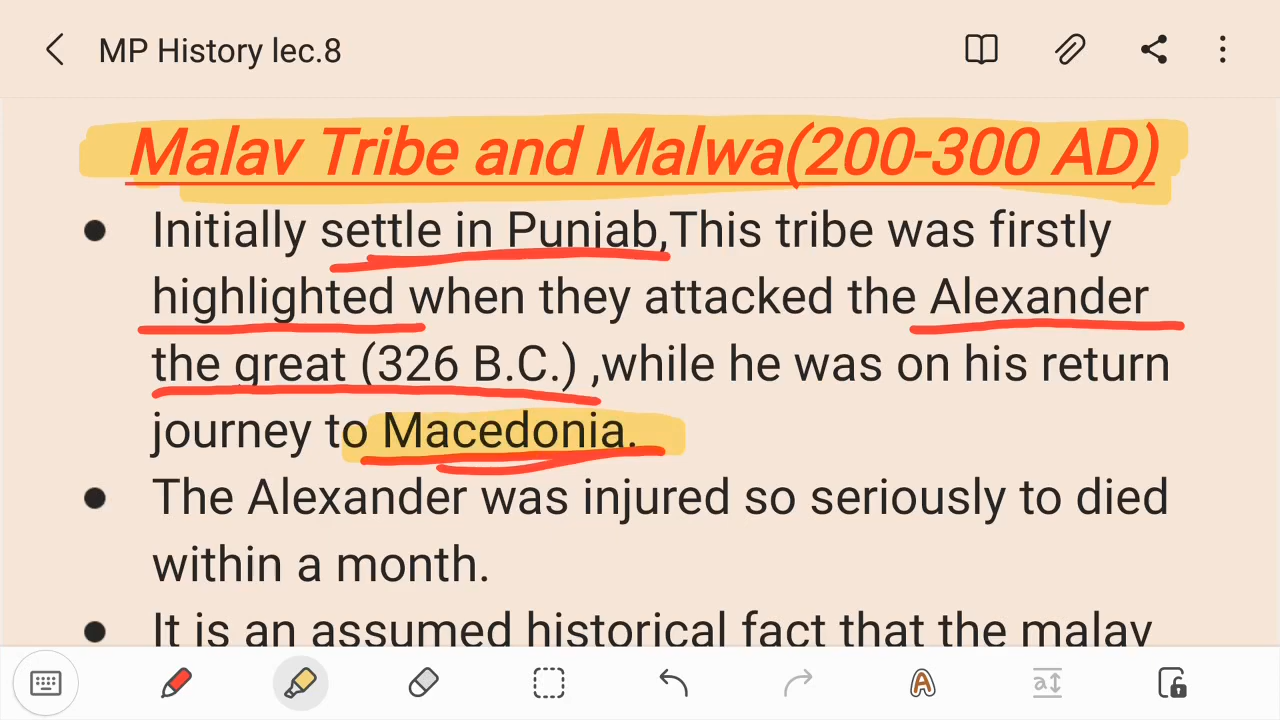 MP History lec.8
Malav Tribe and Malwa(200-300 AD)
Initially settle in Punjab,This tribe was firstly
highlighted when they attacked the Alexander
the great (326 B.C.) ,while he was on his return
journey to Macedonia.
The Alexander was injured so seriously to died
within a month.
It is an assumed historical fact that the malav